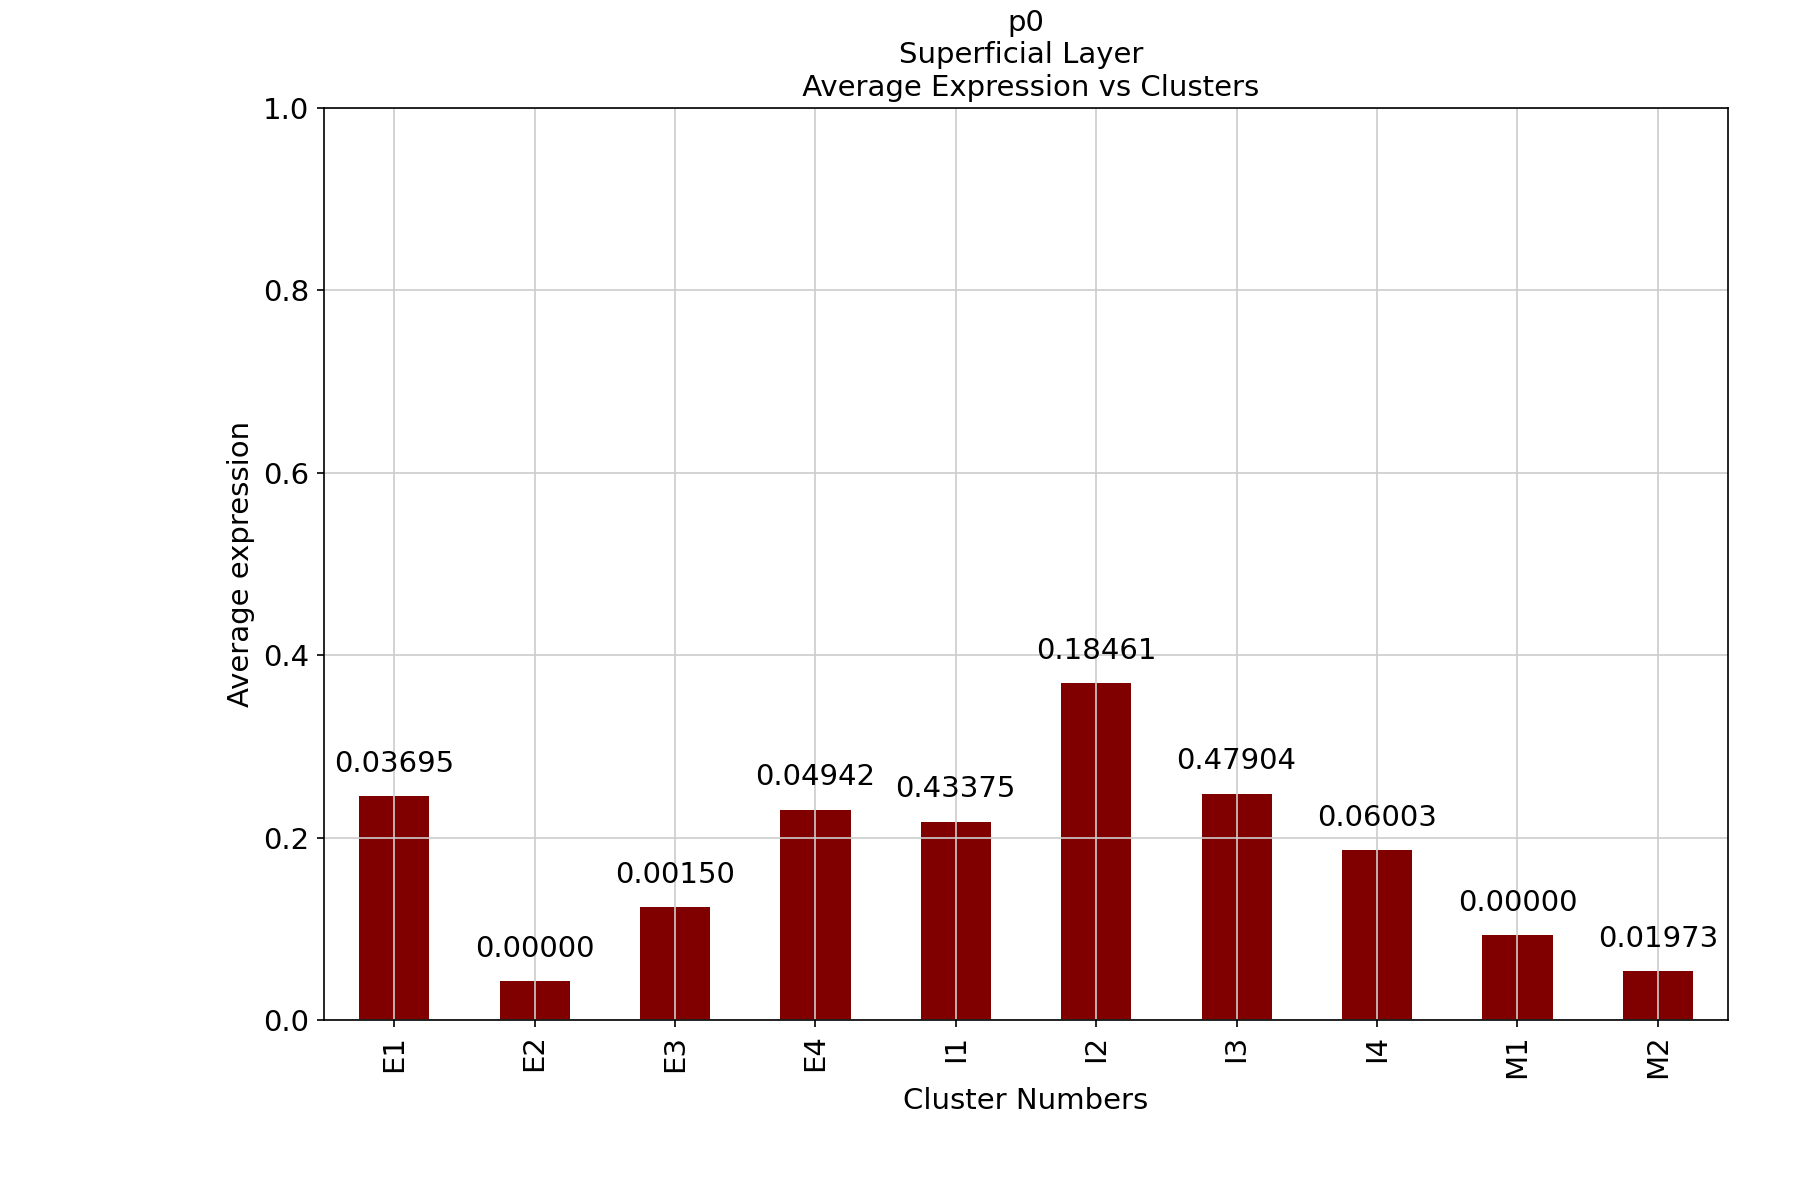 p0
Superficial Layer
Average Expression vs Clusters
1.0
0.8
0.6
0.4
0.2
0.0
Average expression
0.03695
0.00000
0.00150
0.04942
0.43375
0.18461
0.47904
0.06003
0.00000
0.01973
E1
E2
E3
E4
I1
I2
I3
I4
M1
M2
Cluster Numbers